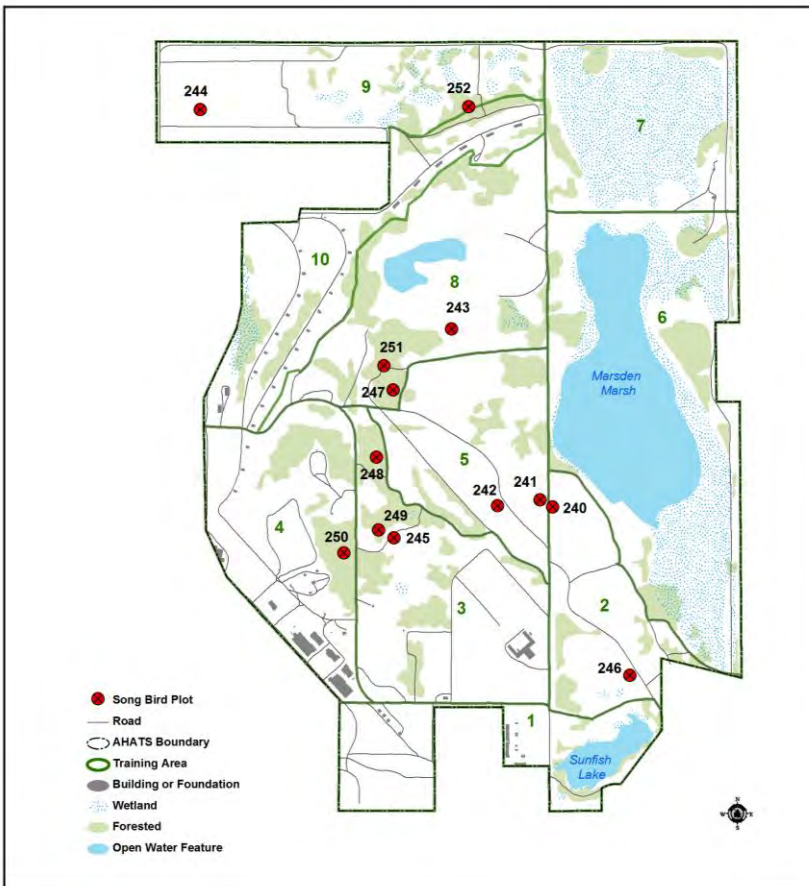 244
9
252
7
10
8
243
6
251
247
Marsden
Marsh
248
5
241
242
240
249
4
250
245
2
3
246
1
Sunfish
Lake
Song Bird Plot
Road
AHATS Boundary
Training Area
Building or Foundation
Wetland
Forested
Open Water Feature
N
W
E
S